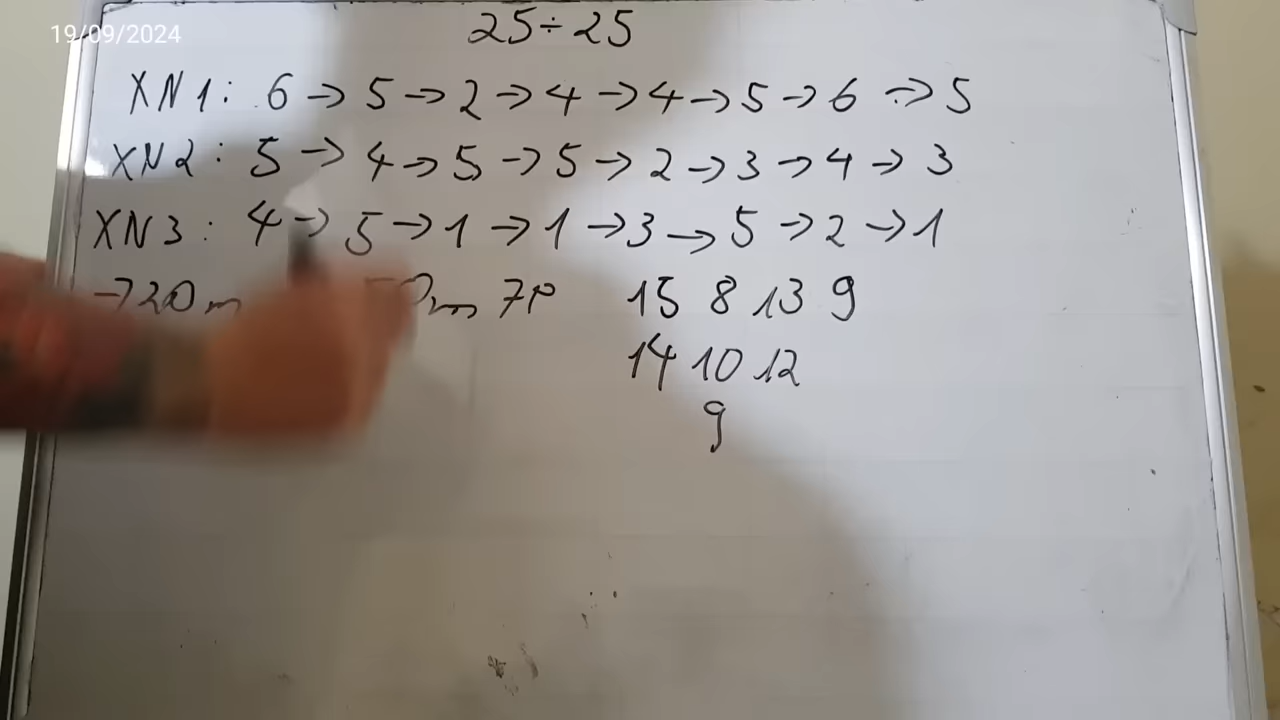 19/09/2024
25÷25
XN1: 6 → 5 → 2 → 4 → 4 → 5 → 6 → 5
XN2: 5 → 4 → 5 → 5 → 2 → 3 → 4 → 3
XN3: 4 → 5 → 1 → 1 → 3 → 5 → 2 → 1
→ 20m 7P 15 8 13 9
14 10 12
9